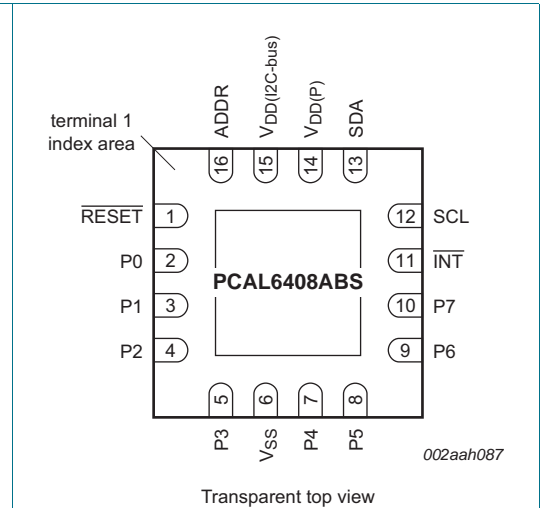 terminal 1
index area
ADDR
VDD(I2C-bus)
VDD(P)
SDA
16
15
14
13
RESET 1
12 SCL
P0 2
11 INT
PCAL6408ABS
P1 3
10 P7
P2 4
9 P6
5
6
7
8
P3
VSS
P4
P5
002aah087
Transparent top view